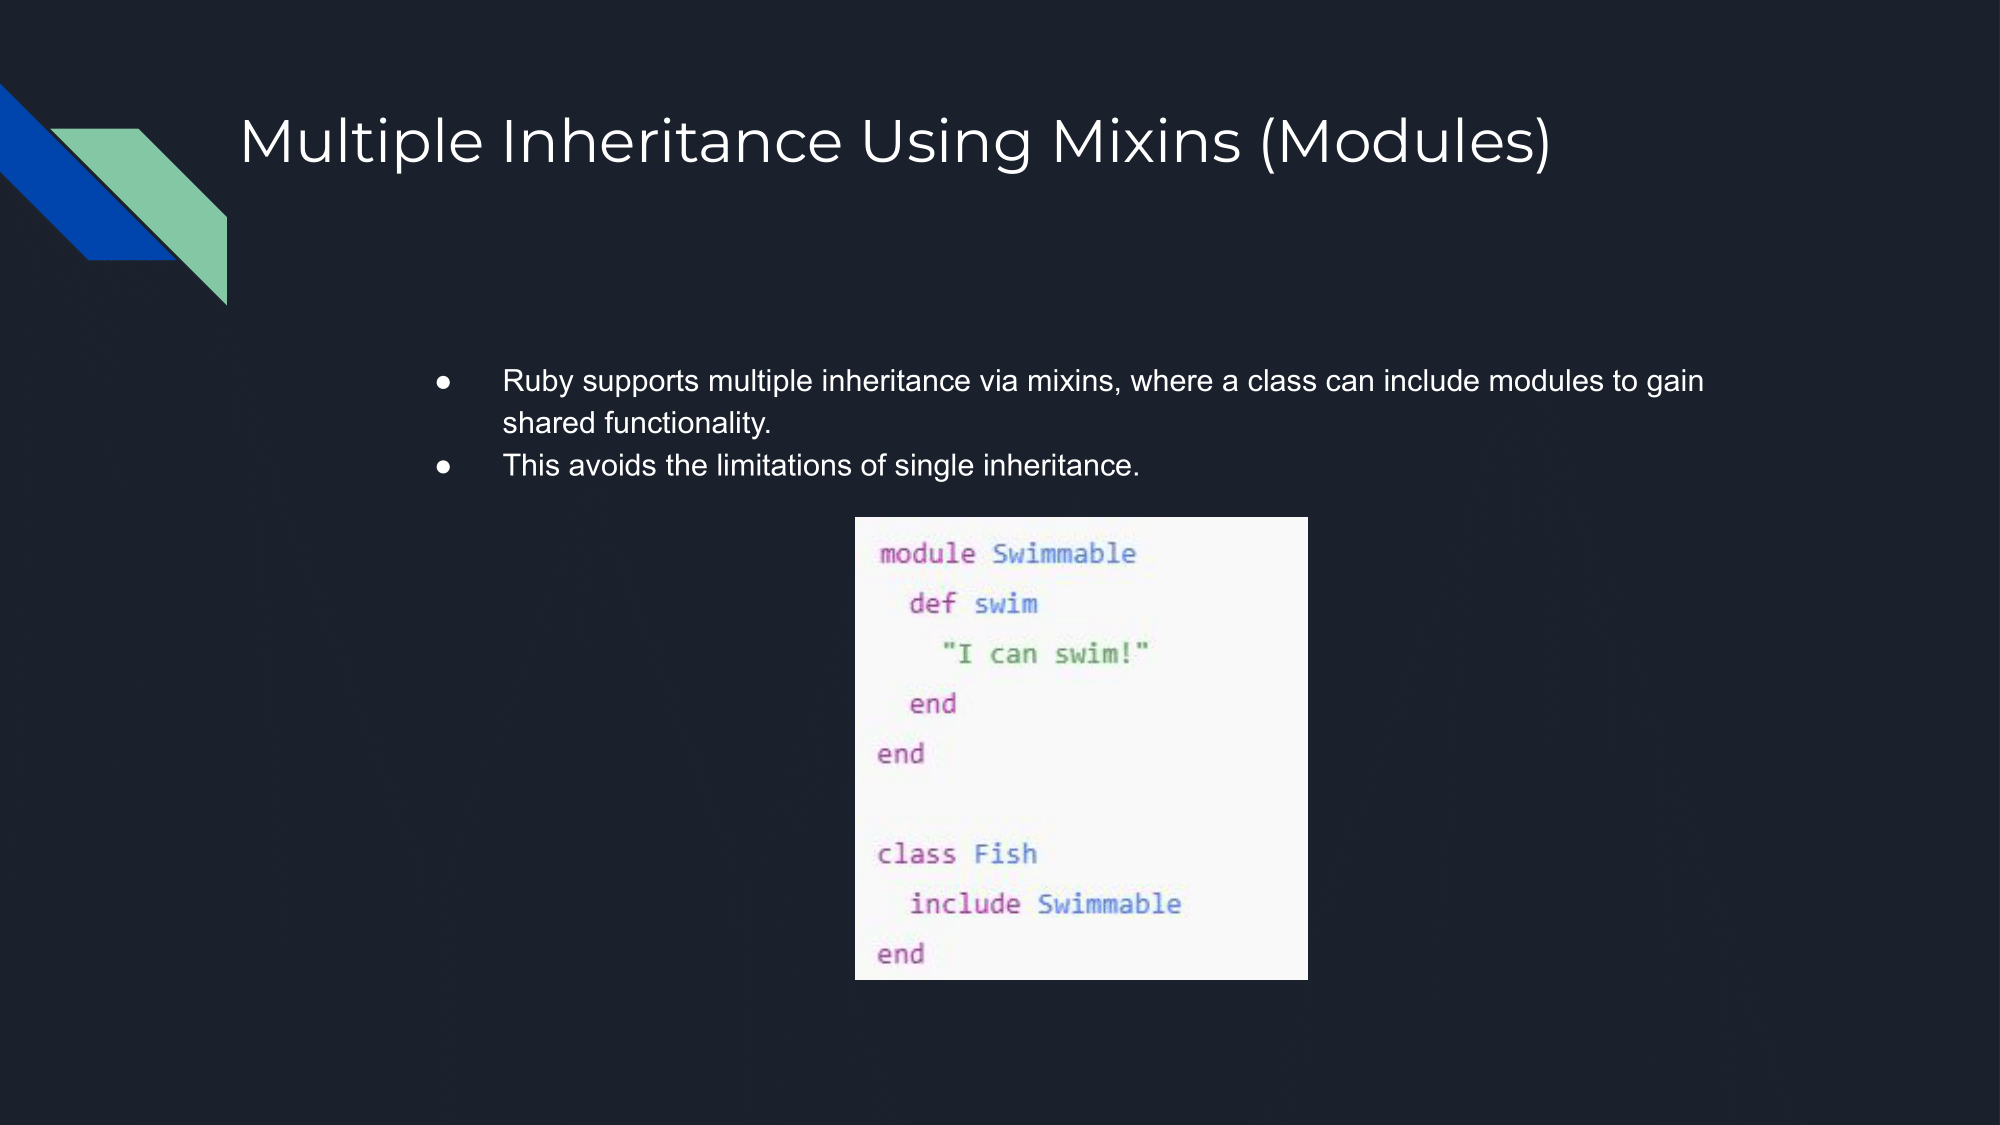 Multiple Inheritance Using Mixins (Modules)
● Ruby supports multiple inheritance via mixins, where a class can include modules to gain
shared functionality.
● This avoids the limitations of single inheritance.
module Swimmable
  def swim
    "I can swim!"
  end
end

class Fish
  include Swimmable
end